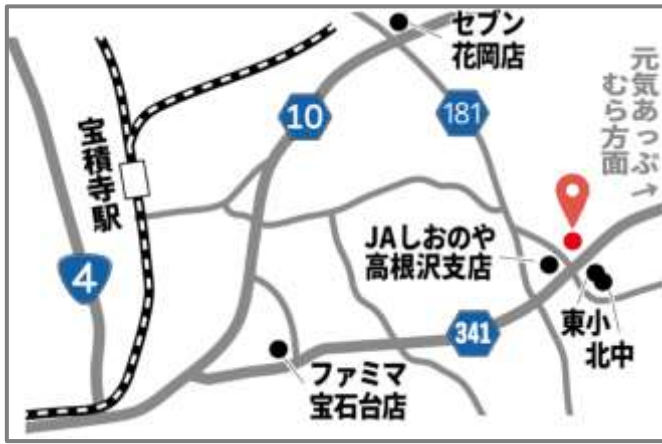 セブン
花岡店
元気あっぷ
むら方面
→
10
181
宝積寺駅
JAしおのや
高根沢支店
4
341
東小
北中
ファミマ
宝石台店